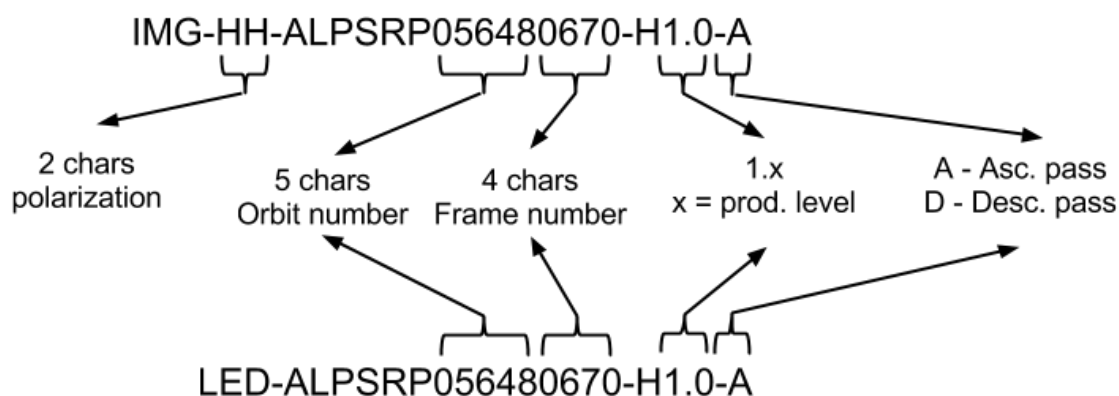 IMG-HH-ALPSRP056480670-H1.0-A
2 chars
polarization
5 chars
Orbit number
4 chars
Frame number
1.x
x = prod. level
A - Asc. pass
D - Desc. pass
LED-ALPSRP056480670-H1.0-A